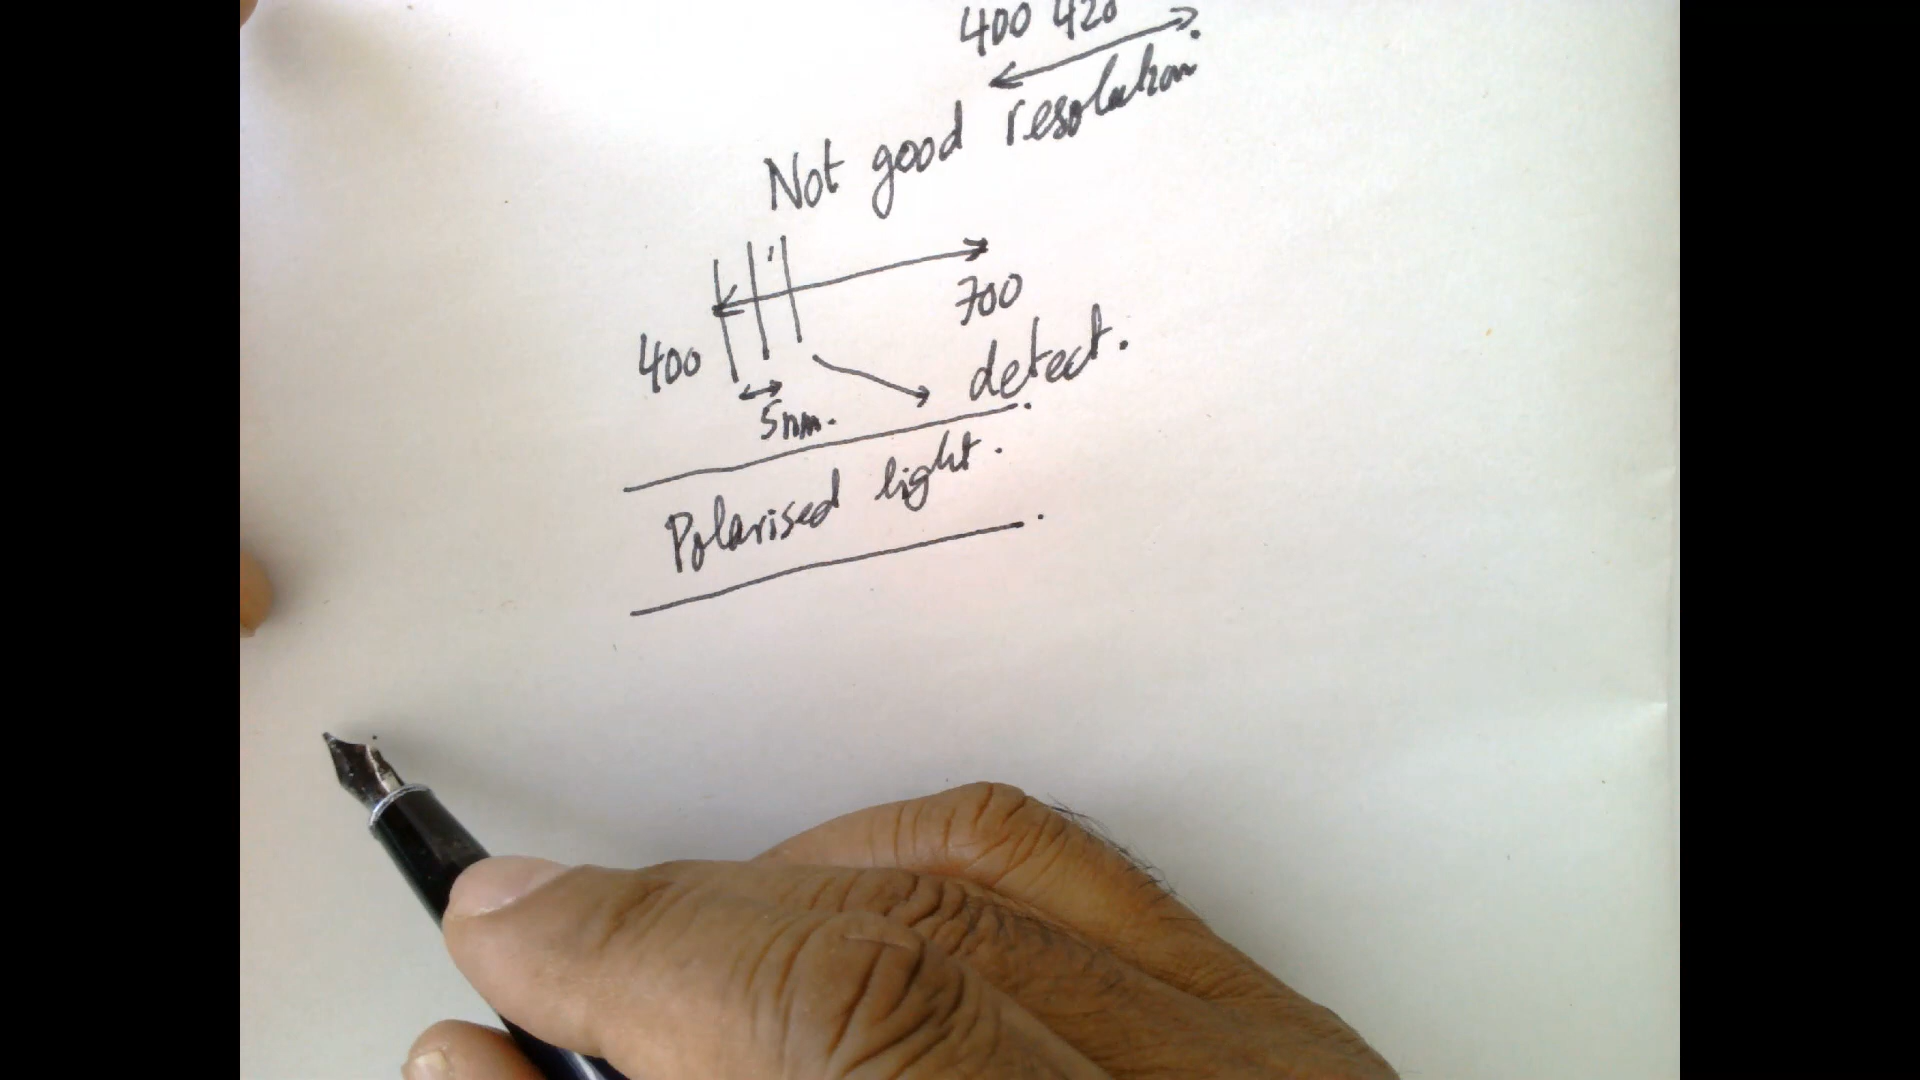 400 420
Not good resolution
400
700
5nm.
detect.
Polarised light.